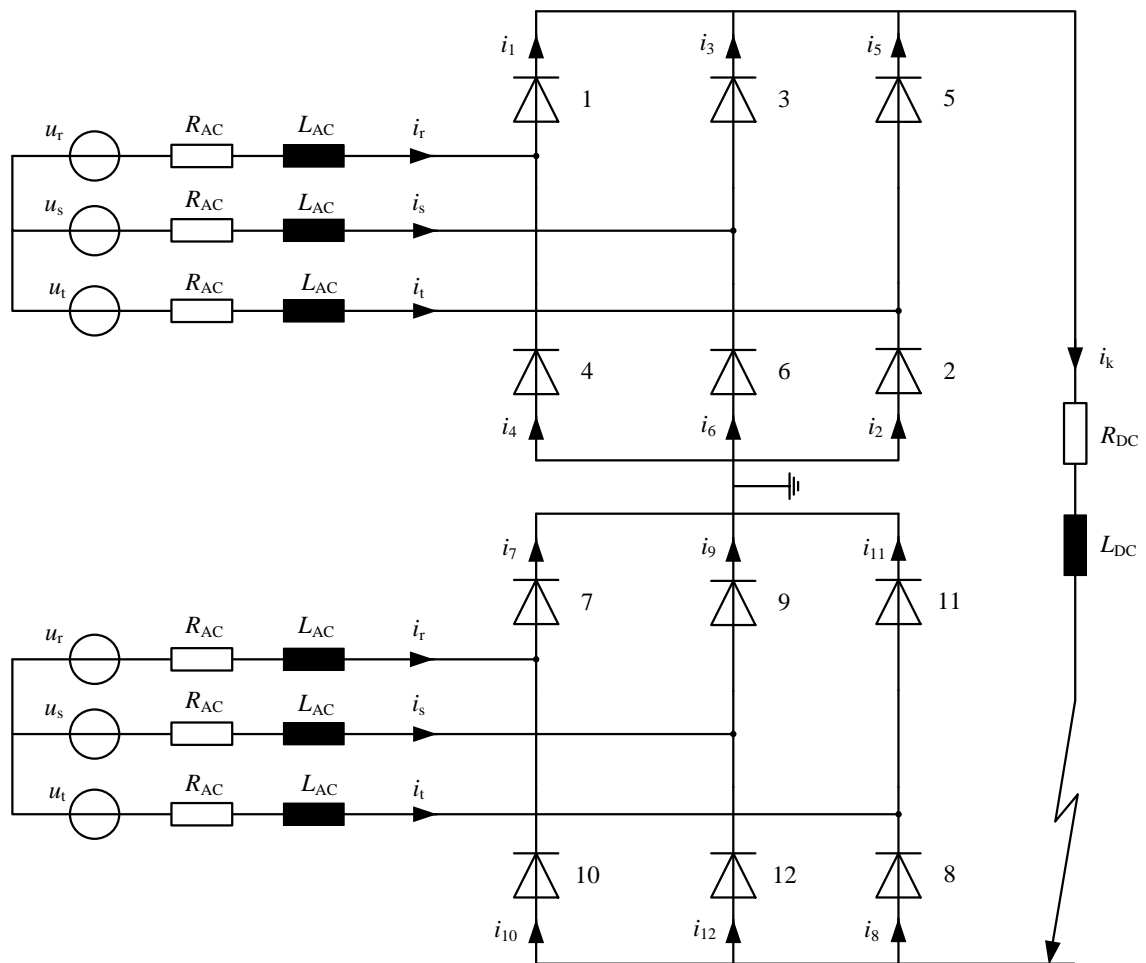 i1 i3 i5
1 3 5
ur RAC LAC ir
us RAC LAC is
ut RAC LAC it
ik
4 6 2
i4 i6 i2
RDC
LDC
i7 i9 i11
7 9 11
ur RAC LAC ir
us RAC LAC is
ut RAC LAC it
10 12 8
i10 i12 i8